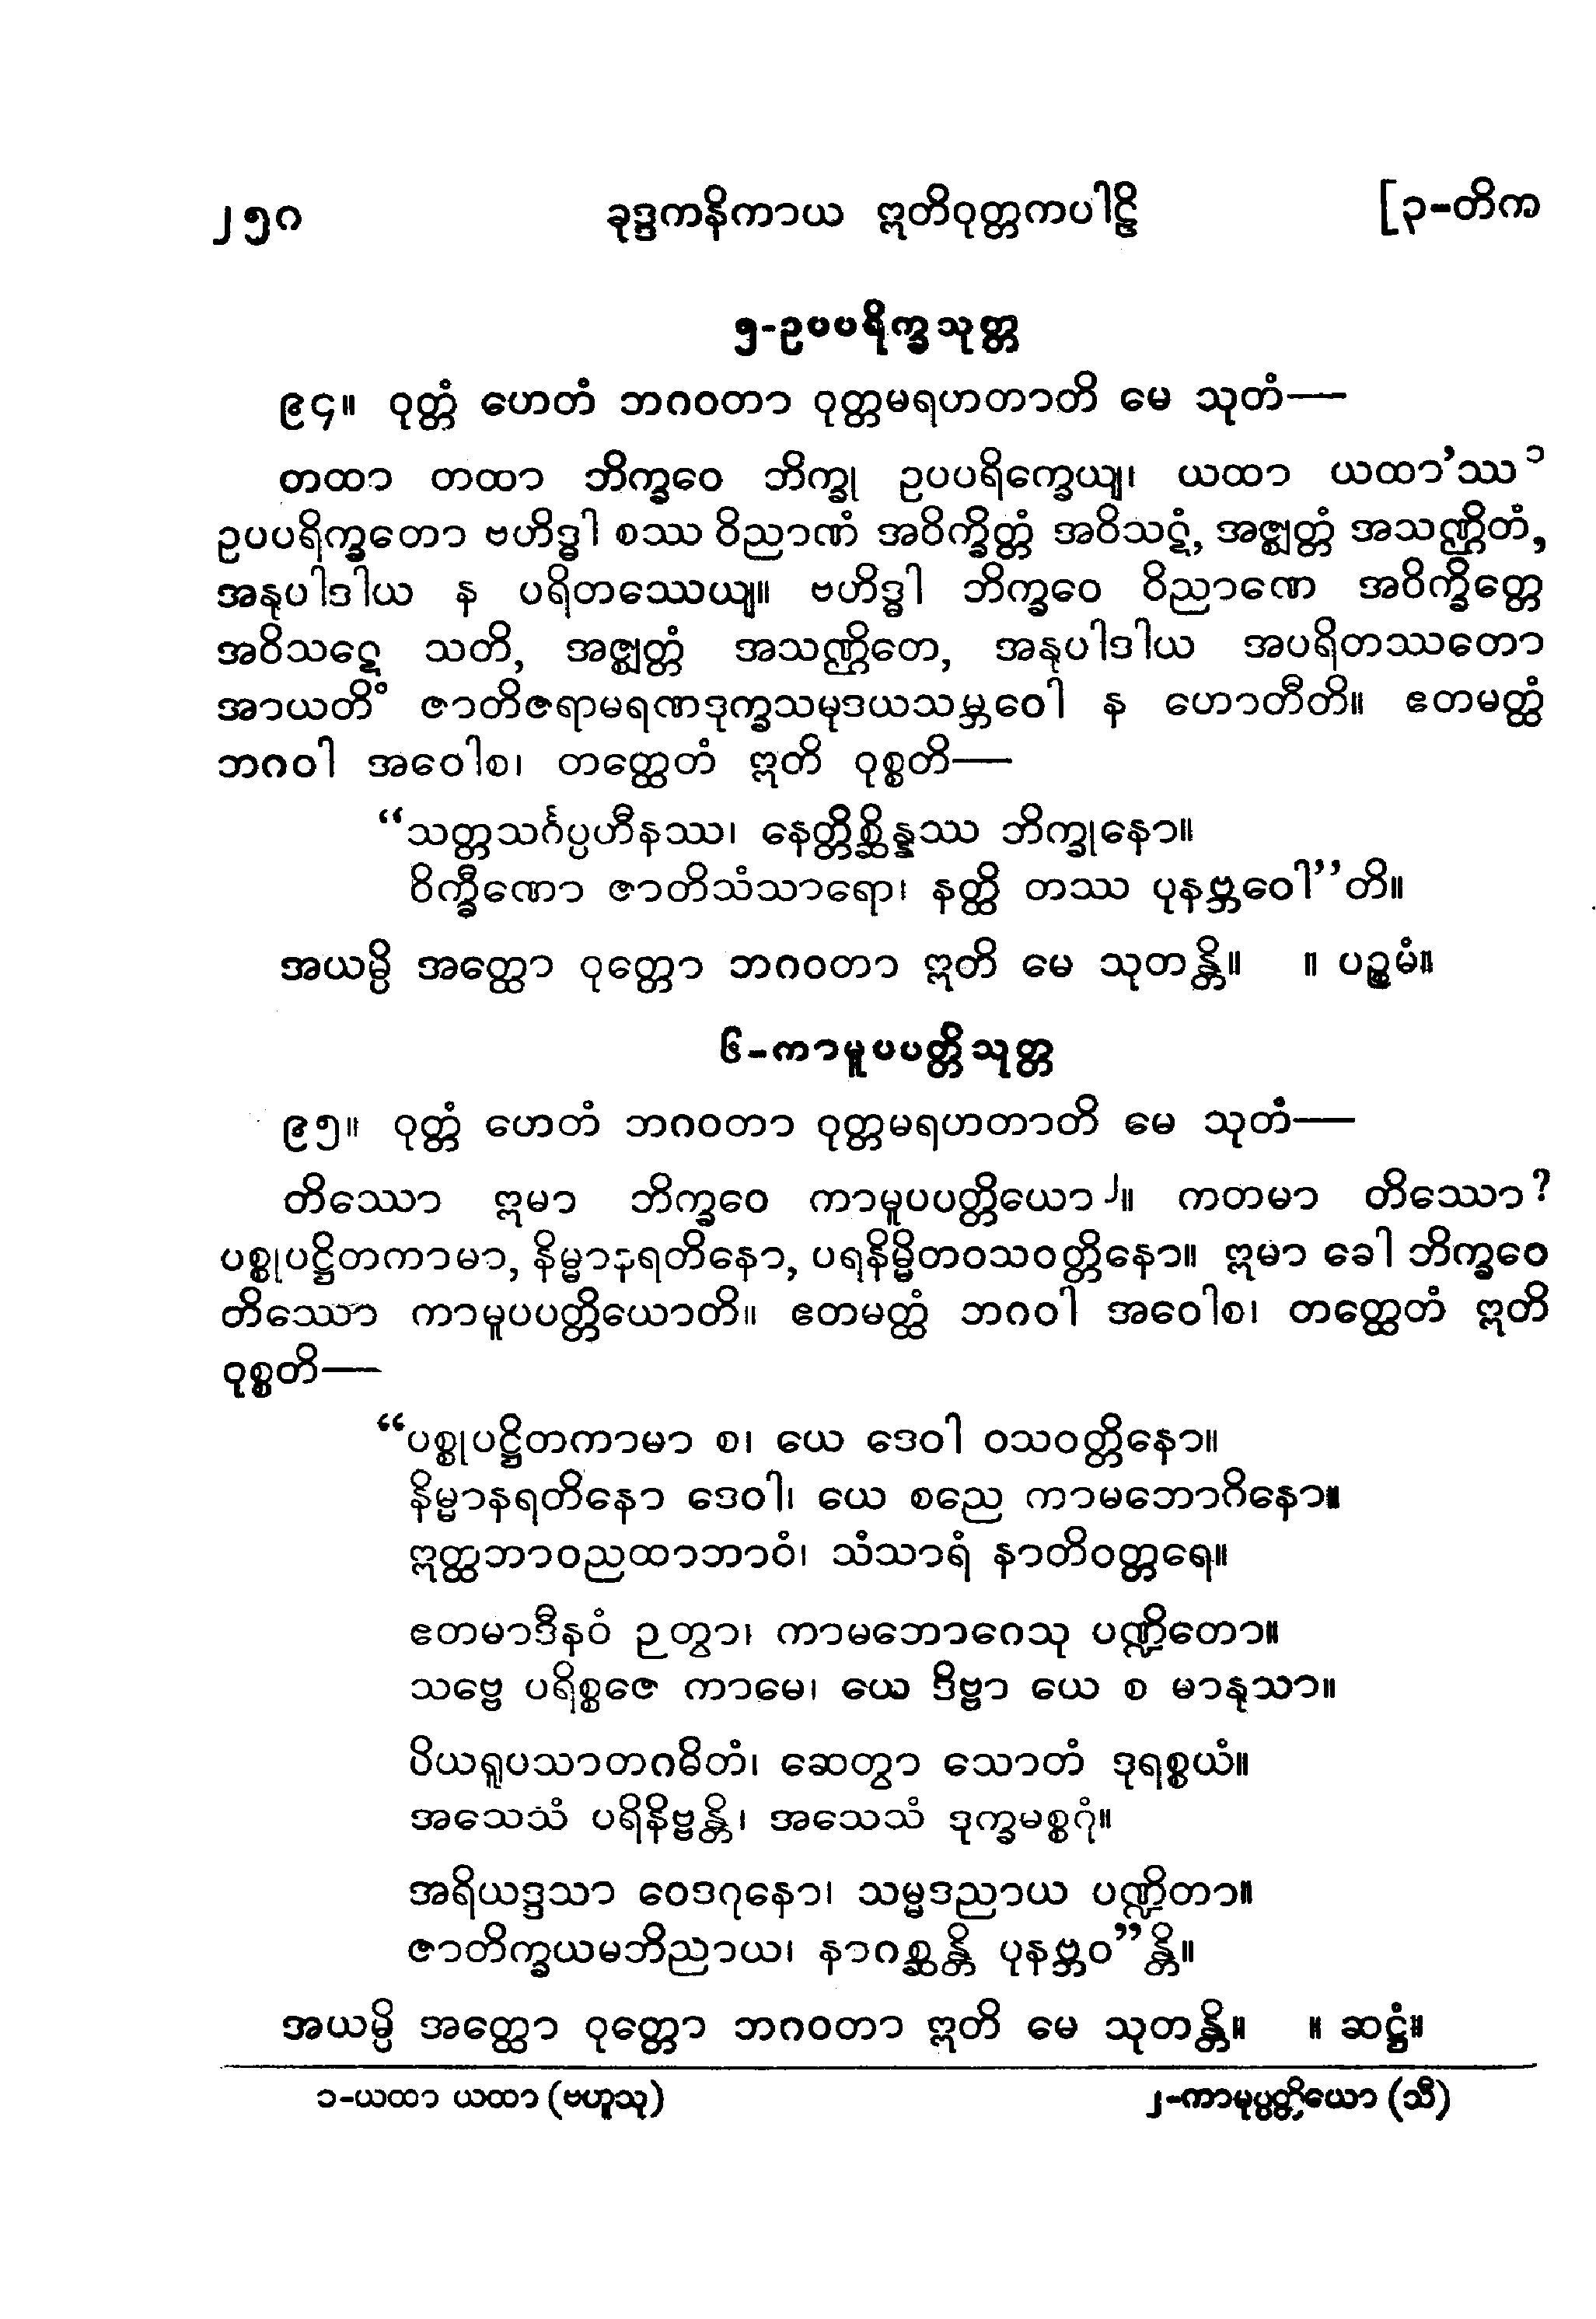 ၂၅ဂ ခုဒ္ဒကနိကာယ ဣတိဝုတ္တကပါဠိ [၃-တိက
၅-ဥပပရိက္ခသုတ္တ
၉၄။ ဝုတ္တံ ဟေတံ ဘဂဝတာ ဝုတ္တမရဟတာတိ မေ သုတံ—
တထာ တထာ ဘိက္ခဝေ ဘိက္ခု ဥပပရိက္ခေယျ၊ ယထာ ယထာ’ဿ ၁
ဥပပရိက္ခတော ဗဟိဒ္ဓါ စဿ ဝိညာဏံ အဝိက္ခိတ္တံ အဝိသဋံ, အဇ္ဈတ္တံ အသဏ္ဌိတံ,
အနုပါဒါယ န ပရိတဿေယျ။ ဗဟိဒ္ဓါ ဘိက္ခဝေ ဝိညာဏေ အဝိက္ခိတ္တေ
အဝိသဋေ သတိ, အဇ္ဈတ္တံ အသဏ္ဌိတေ, အနုပါဒါယ အပရိတဿတော
အာယတိံ ဇာတိဇရာမရဏဒုက္ခသမုဒယသမ္ဘဝေါ န ဟောတီတိ။ ဧတမတ္ထံ
ဘဂဝါ အဝေါစ၊ တတ္ထေတံ ဣတိ ဝုစ္စတိ—
“သတ္တသင်္ဂပ္ပဟီနဿ၊ နေတ္တိစ္ဆိန္နဿ ဘိက္ခုနော။
ဝိက္ခီဏော ဇာတိသံသာရော၊ နတ္ထိ တဿ ပုနဗ္ဘဝေါ’’တိ။
အယမ္ပိ အတ္ထော ဝုတ္တော ဘဂဝတာ ဣတိ မေ သုတန္တိ။ ။ ပဉ္စမံ။
၆-ကာမူပပတ္တိသုတ္တ
၉၅။ ဝုတ္တံ ဟေတံ ဘဂဝတာ ဝုတ္တမရဟတာတိ မေ သုတံ—
တိဿော ဣမာ ဘိက္ခဝေ ကာမူပပတ္တိယော၂။ ကတမာ တိဿော?
ပစ္စုပဋ္ဌိတကာမာ, နိမ္မာနရတိနော, ပရနိမ္မိတဝသဝတ္တိနော။ ဣမာ ခေါ ဘိက္ခဝေ
တိဿော ကာမူပပတ္တိယောတိ။ ဧတမတ္ထံ ဘဂဝါ အဝေါစ၊ တတ္ထေတံ ဣတိ
ဝုစ္စတိ—
“ပစ္စုပဋ္ဌိတကာမာ စ၊ ယေ ဒေဝါ ဝသဝတ္တိနော။
နိမ္မာနရတိနော ဒေဝါ၊ ယေ စညေ ကာမဘောဂိနော။
ဣတ္ထဘာဝညထာဘာဝံ၊ သံသာရံ နာတိဝတ္တရေ။
ဧတမာဒီနဝံ ဉတွာ၊ ကာမဘောဂေသု ပဏ္ဍိတော။
သဗ္ဗေ ပရိစ္စဇေ ကာမေ၊ ယေ ဒိဗ္ဗာ ယေ စ မာနုသာ။
ပိယရူပသာတဂဓိတံ၊ ဆေတွာ သောတံ ဒုရစ္စယံ။
အသေသံ ပရိနိဗ္ဗန္တိ၊ အသေသံ ဒုက္ခမစ္စဂုံ။
အရိယဒ္ဒသာ ဝေဒဂုနော၊ သမ္မဒညာယ ပဏ္ဍိတာ။
ဇာတိက္ခယမဘိညာယ၊ နာဂစ္ဆန္တိ ပုနဗ္ဘဝ”န္တိ။
အယမ္ပိ အတ္ထော ဝုတ္တော ဘဂဝတာ ဣတိ မေ သုတန္တိ။ ။ ဆဋ္ဌံ။
၁-ယထာ ယထာ (ဗဟူသု) ၂-ကာမုပ္ပတ္တိယော (သီ)